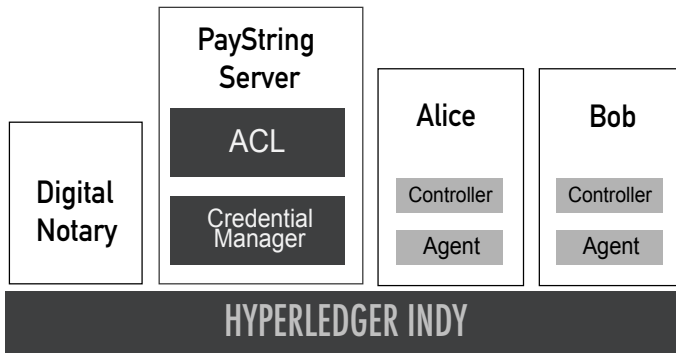 Digital
Notary
PayString
Server
ACL
Credential
Manager
Alice
Controller
Agent
Bob
Controller
Agent
HYPERLEDGER INDY